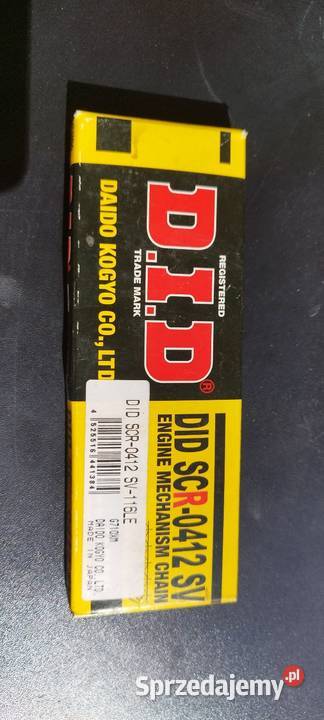 REGISTERED
TRADE MARK
D.I.D®
DAIDO KOGYO CO.,LTD
DID SCR-0412 SV
ENGINE MECHANISM CHAIN
DID SCR-0412 SV-116LE
4 525516 441384
G710HM
DAIDO KOGYO CO. LTD.
MADE IN JAPAN
Sprzedajemy.pl